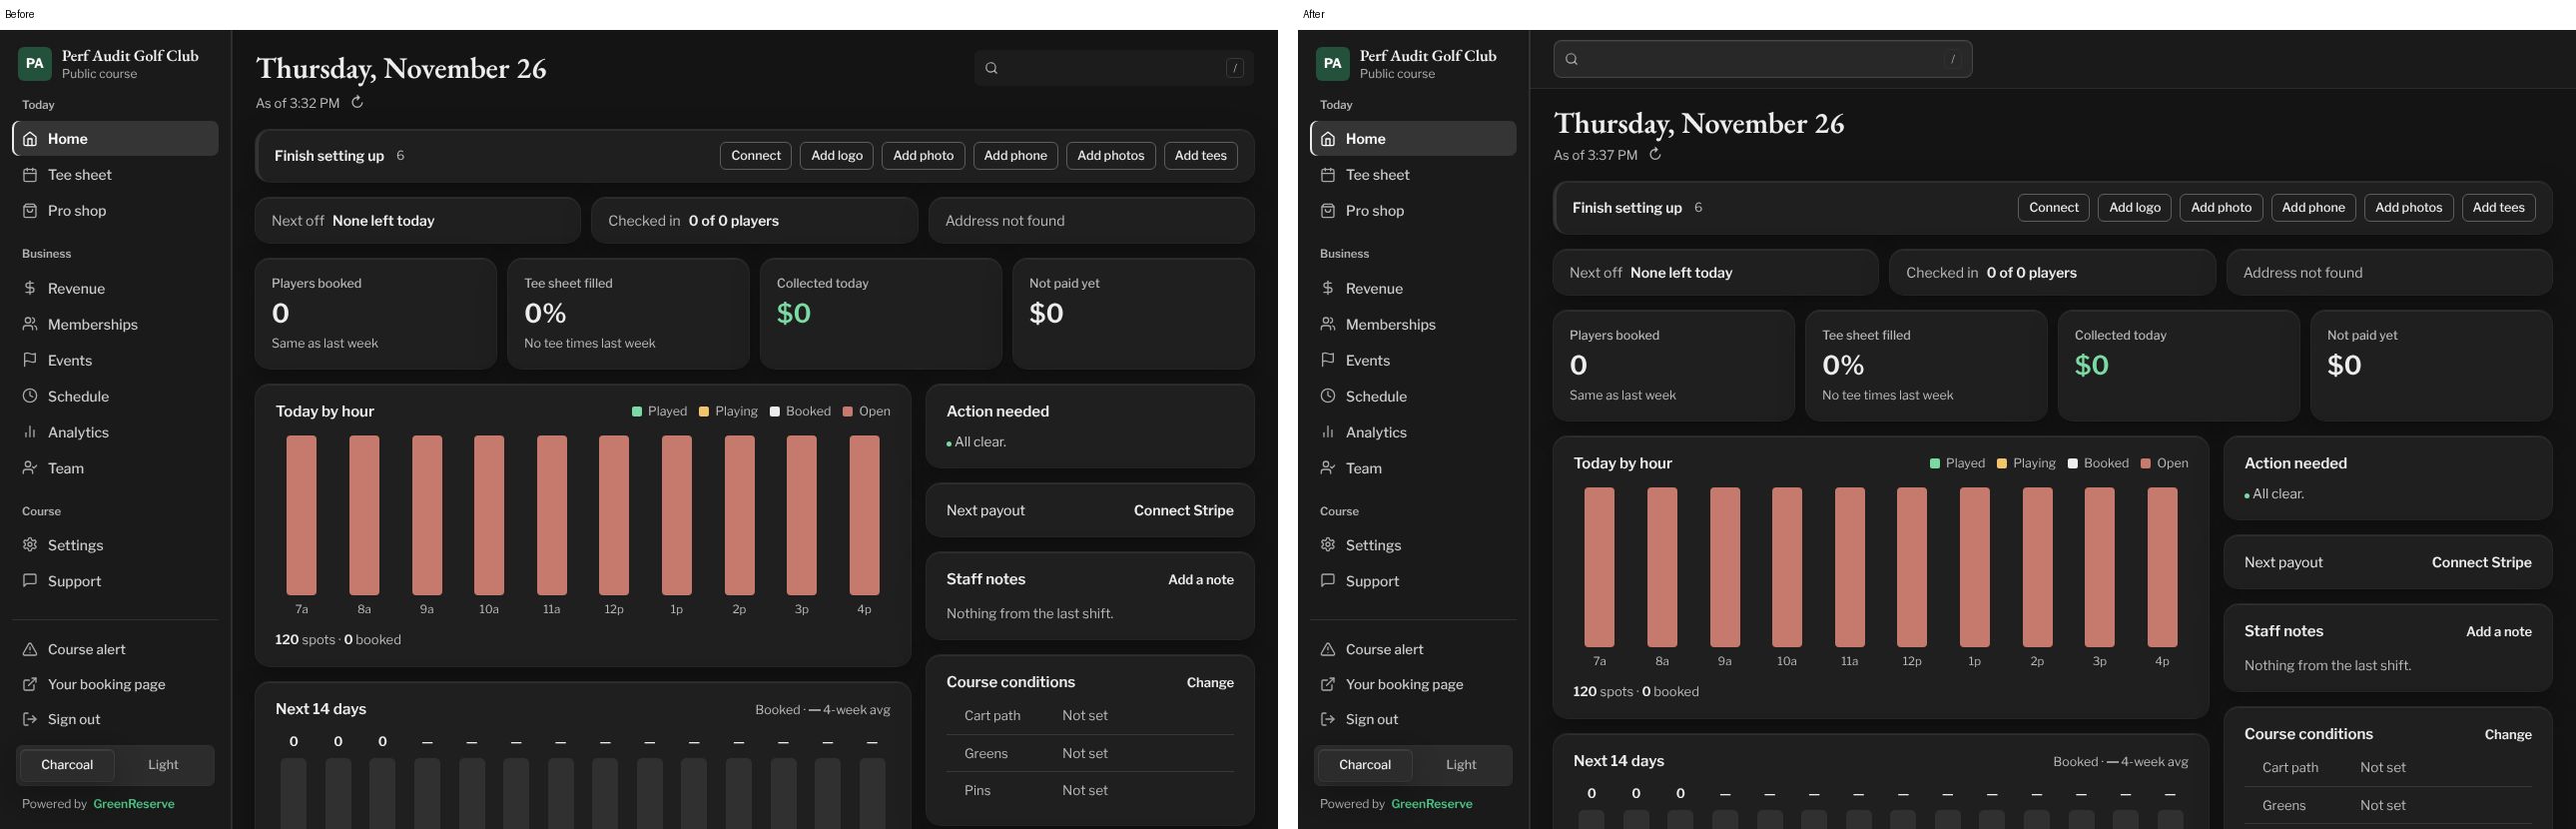 Before
PA
Perf Audit Golf Club
Public course
Today
Home
Tee sheet
Pro shop
Business
Revenue
Memberships
Events
Schedule
Analytics
Team
Course
Settings
Support
Course alert
Your booking page
Sign out
Charcoal Light
Powered by GreenReserve
Thursday, November 26
/
As of 3:32 PM
Finish setting up 6 Connect Add logo Add photo Add phone Add photos Add tees
Next off None left today Checked in 0 of 0 players Address not found
Players booked Tee sheet filled Collected today Not paid yet
0 0% $0 $0
Same as last week No tee times last week
Today by hour Played Playing Booked Open
7a 8a 9a 10a 11a 12p 1p 2p 3p 4p
120 spots · 0 booked
Next 14 days Booked · — 4-week avg
0 0 0 — — — — — — — — — — —
Action needed
All clear.
Next payout Connect Stripe
Staff notes Add a note
Nothing from the last shift.
Course conditions Change
Cart path Not set
Greens Not set
Pins Not set
After
PA
Perf Audit Golf Club
Public course
Today
Home
Tee sheet
Pro shop
Business
Revenue
Memberships
Events
Schedule
Analytics
Team
Course
Settings
Support
Course alert
Your booking page
Sign out
Charcoal Light
Powered by GreenReserve
/
Thursday, November 26
As of 3:37 PM
Finish setting up 6 Connect Add logo Add photo Add phone Add photos Add tees
Next off None left today Checked in 0 of 0 players Address not found
Players booked Tee sheet filled Collected today Not paid yet
0 0% $0 $0
Same as last week No tee times last week
Today by hour Played Playing Booked Open
7a 8a 9a 10a 11a 12p 1p 2p 3p 4p
120 spots · 0 booked
Next 14 days Booked · — 4-week avg
0 0 0 — — — — — — — — — — —
Action needed
All clear.
Next payout Connect Stripe
Staff notes Add a note
Nothing from the last shift.
Course conditions Change
Cart path Not set
Greens Not set